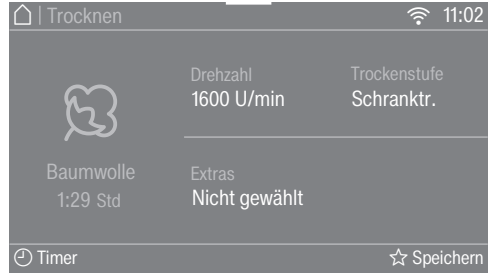 | Trocknen
11:02
Drehzahl
1600 U/min
Trockenstufe
Schranktr.
Baumwolle
1:29 Std
Extras
Nicht gewählt
Timer
Speichern